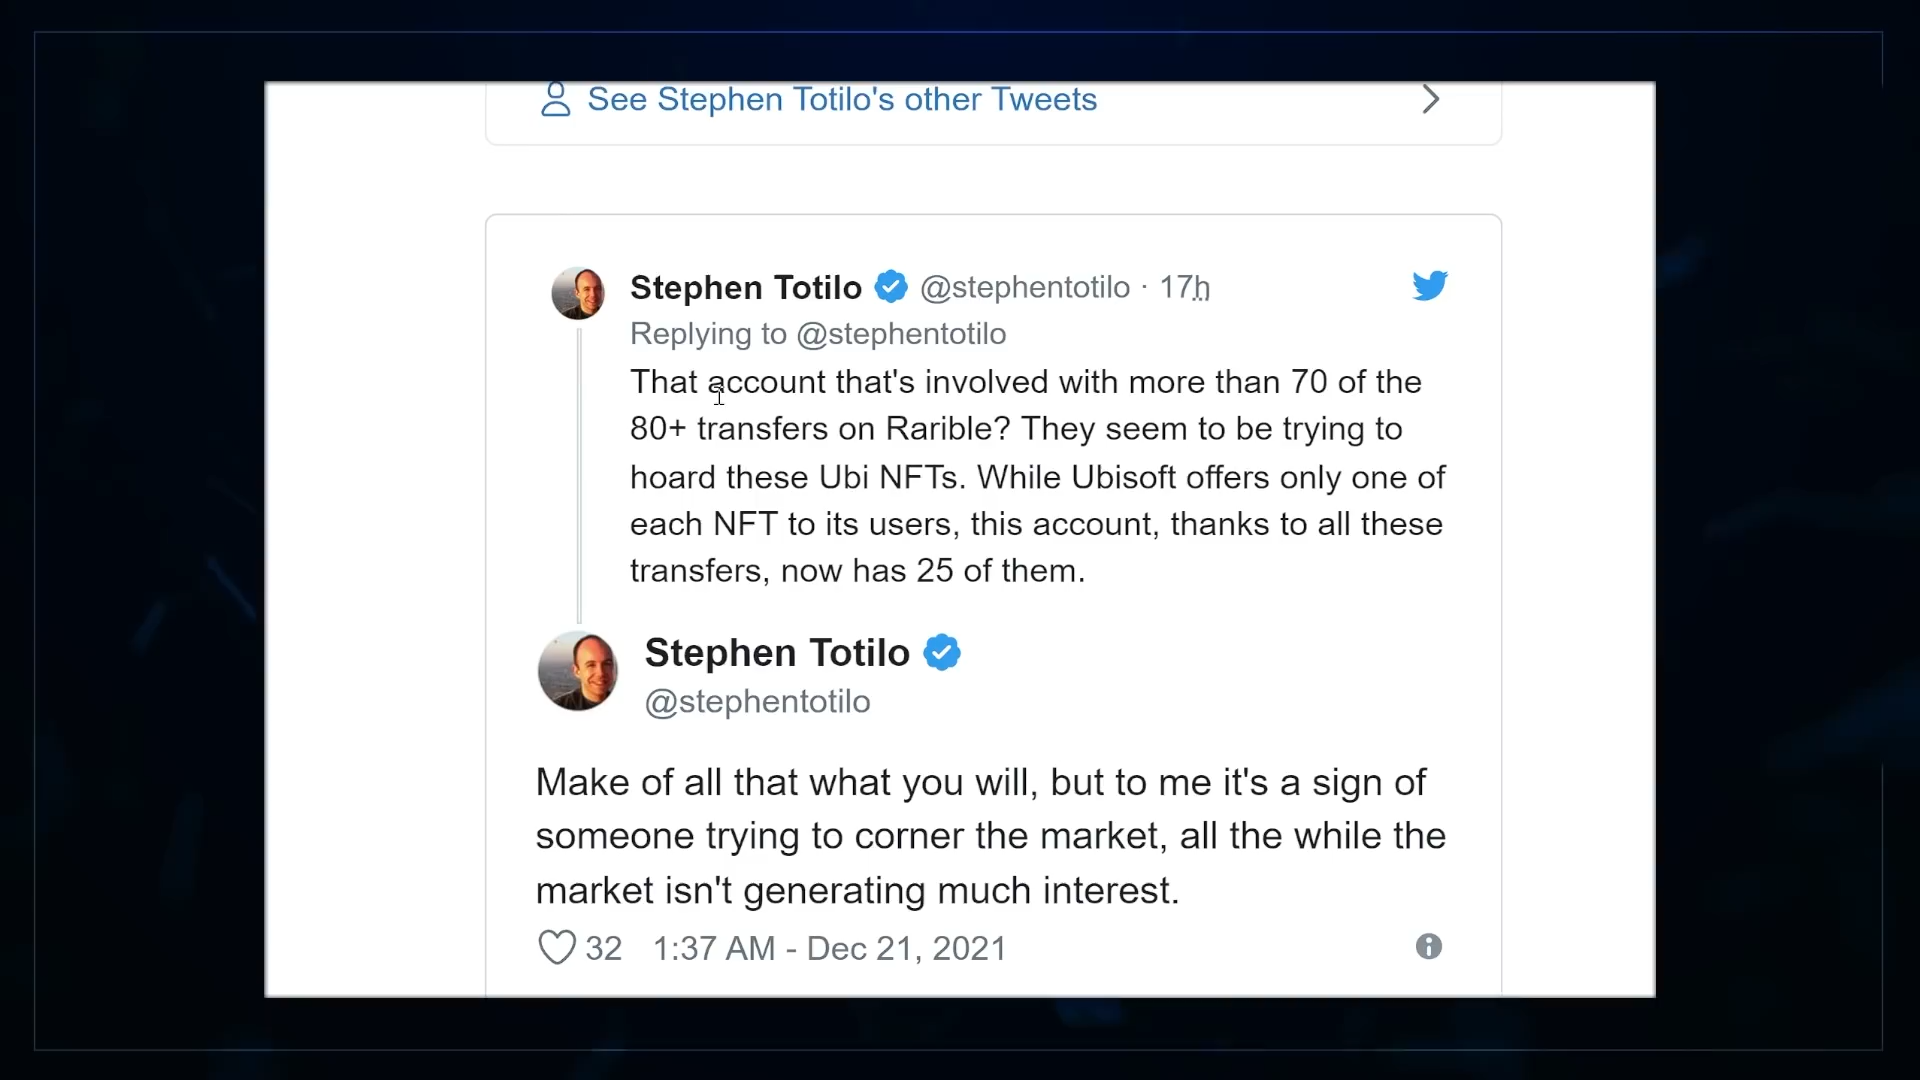 See Stephen Totilo's other Tweets
Stephen Totilo @stephentotilo · 17h
Replying to @stephentotilo
That account that's involved with more than 70 of the
80+ transfers on Rarible? They seem to be trying to
hoard these Ubi NFTs. While Ubisoft offers only one of
each NFT to its users, this account, thanks to all these
transfers, now has 25 of them.
Stephen Totilo
@stephentotilo
Make of all that what you will, but to me it's a sign of
someone trying to corner the market, all the while the
market isn't generating much interest.
32 1:37 AM - Dec 21, 2021